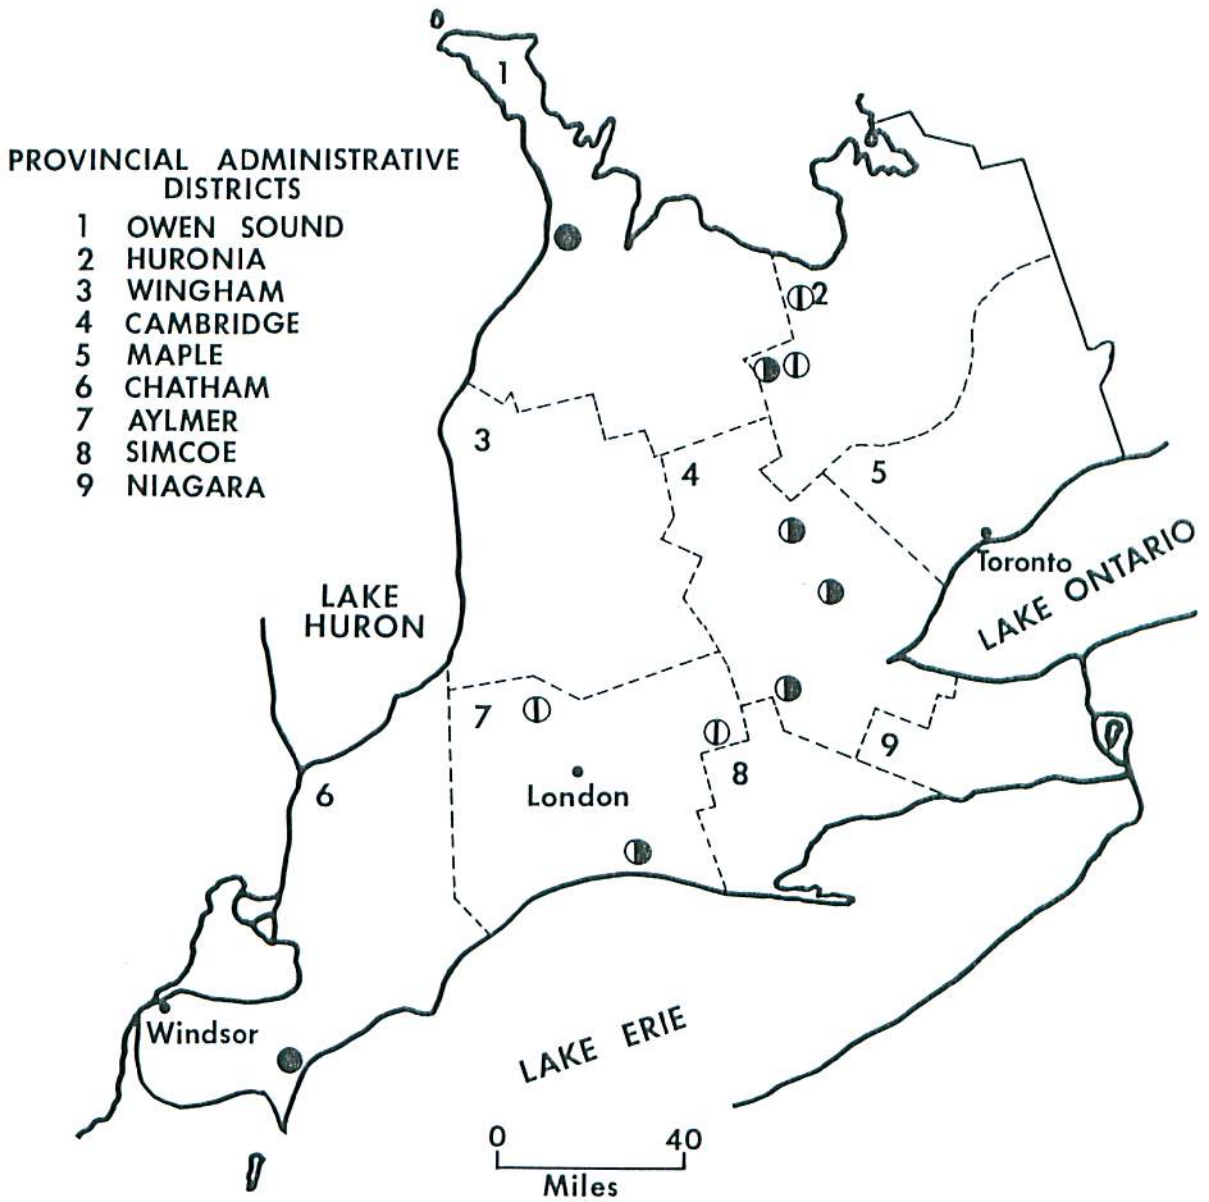 PROVINCIAL ADMINISTRATIVE
DISTRICTS
1 OWEN SOUND
2 HURONIA
3 WINGHAM
4 CAMBRIDGE
5 MAPLE
6 CHATHAM
7 AYLMER
8 SIMCOE
9 NIAGARA
1
2
3
4
5
Toronto
LAKE ONTARIO
LAKE
HURON
7
9
8
6
London
Windsor
LAKE ERIE
0 40
Miles